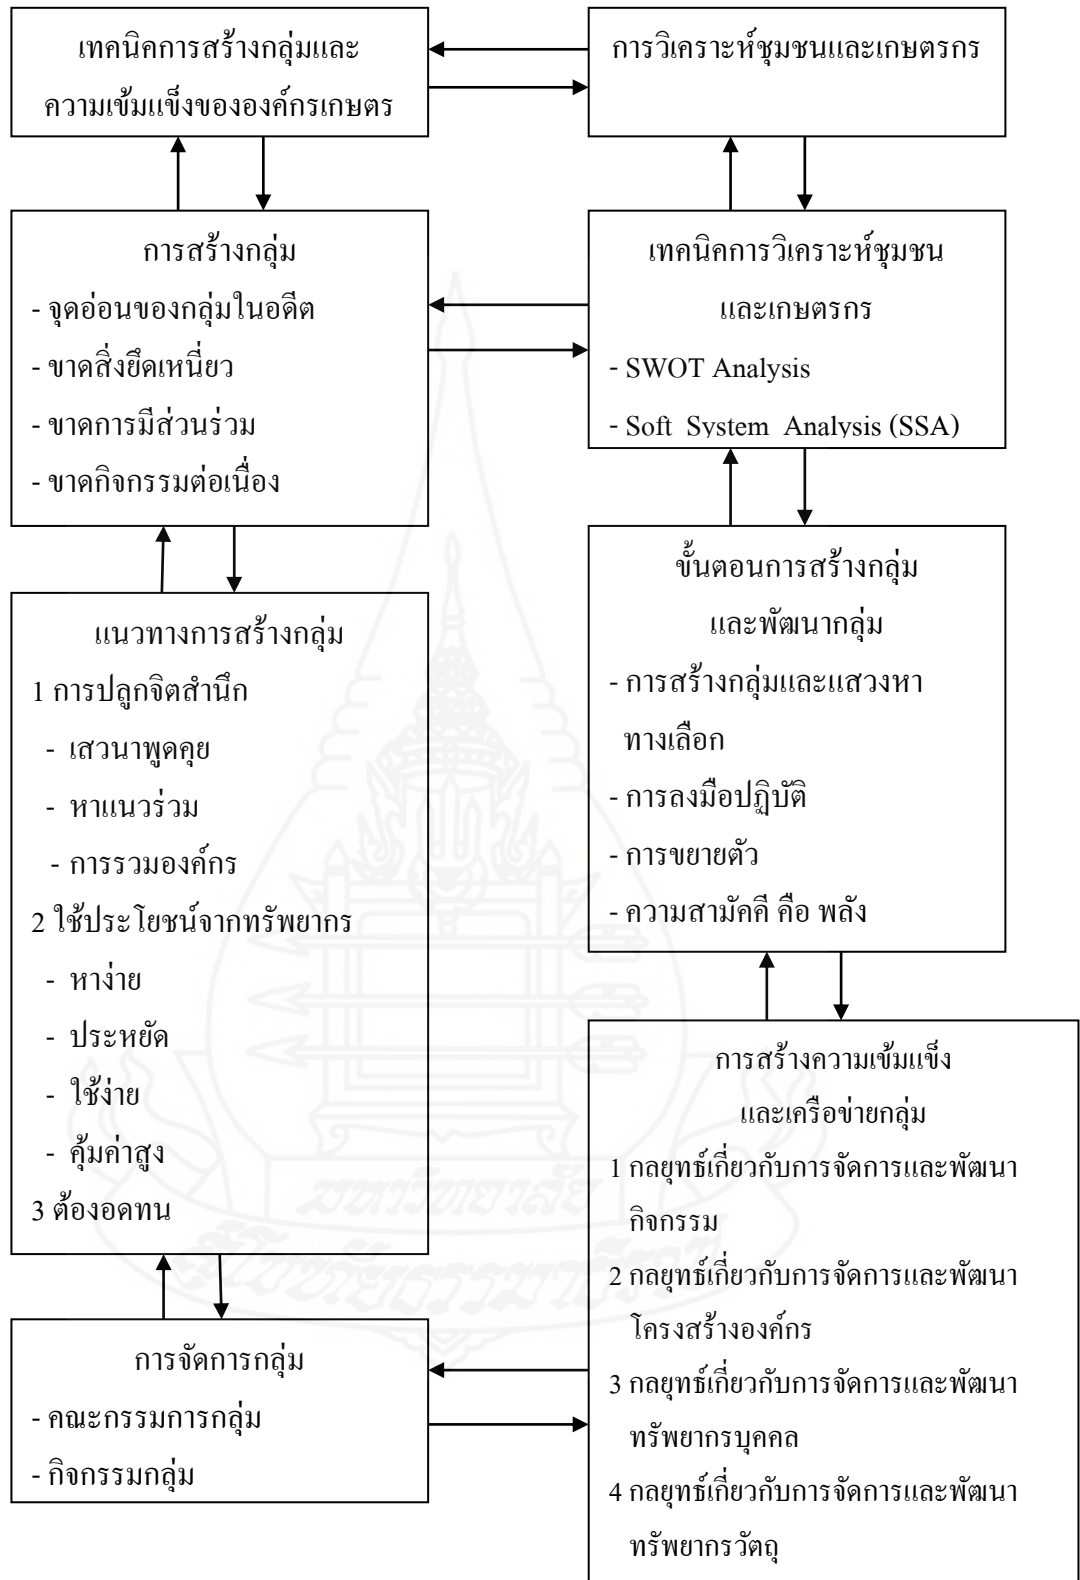 เทคนิคการสร้างกลุ่มและ
ความเข้มแข็งขององค์กรเกษตร
การวิเคราะห์ชุมชนและเกษตรกร
การสร้างกลุ่ม
- จุดอ่อนของกลุ่มในอดีต
- ขาดสิ่งยึดเหนี่ยว
- ขาดการมีส่วนร่วม
- ขาดกิจกรรมต่อเนื่อง
เทคนิคการวิเคราะห์ชุมชน
และเกษตรกร
- SWOT Analysis
- Soft System Analysis (SSA)
แนวทางการสร้างกลุ่ม
1 การปลูกจิตสำนึก
- เสวนาพูดคุย
- หาแนวร่วม
- การรวมองค์กร
2 ใช้ประโยชน์จากทรัพยากร
- หาง่าย
- ประหยัด
- ใช้ง่าย
- คุ้มค่าสูง
3 ต้องอดทน
ขั้นตอนการสร้างกลุ่ม
และพัฒนากลุ่ม
- การสร้างกลุ่มและแสวงหา
ทางเลือก
- การลงมือปฏิบัติ
- การขยายตัว
- ความสามัคคี คือ พลัง
การจัดการกลุ่ม
- คณะกรรมการกลุ่ม
- กิจกรรมกลุ่ม
การสร้างความเข้มแข็ง
และเครือข่ายกลุ่ม
1 กลยุทธ์เกี่ยวกับการจัดการและพัฒนา
กิจกรรม
2 กลยุทธ์เกี่ยวกับการจัดการและพัฒนา
โครงสร้างองค์กร
3 กลยุทธ์เกี่ยวกับการจัดการและพัฒนา
ทรัพยากรบุคคล
4 กลยุทธ์เกี่ยวกับการจัดการและพัฒนา
ทรัพยากรวัตถุ
มหาวิทยาลัย
สุโขทัยธรรมาธิราช